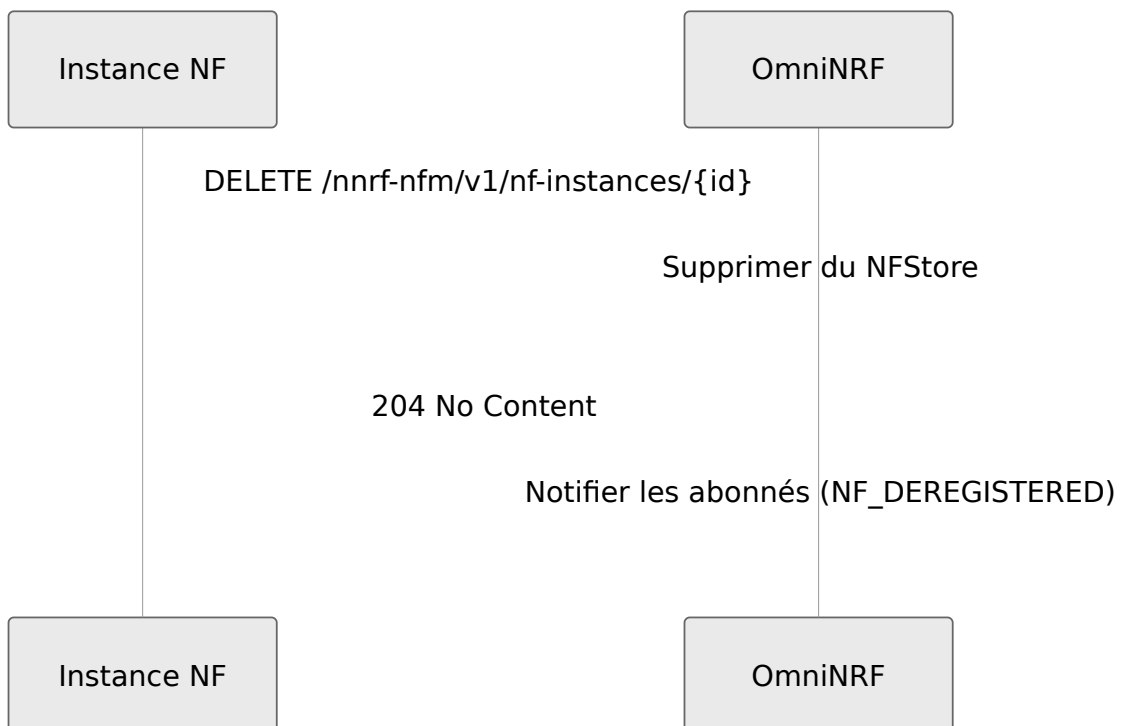 Instance NF
OmniNRF
DELETE /nnrf-nfm/v1/nf-instances/{id}
Supprimer du NFStore
204 No Content
Notifier les abonnés (NF_DEREGISTERED)
Instance NF
OmniNRF